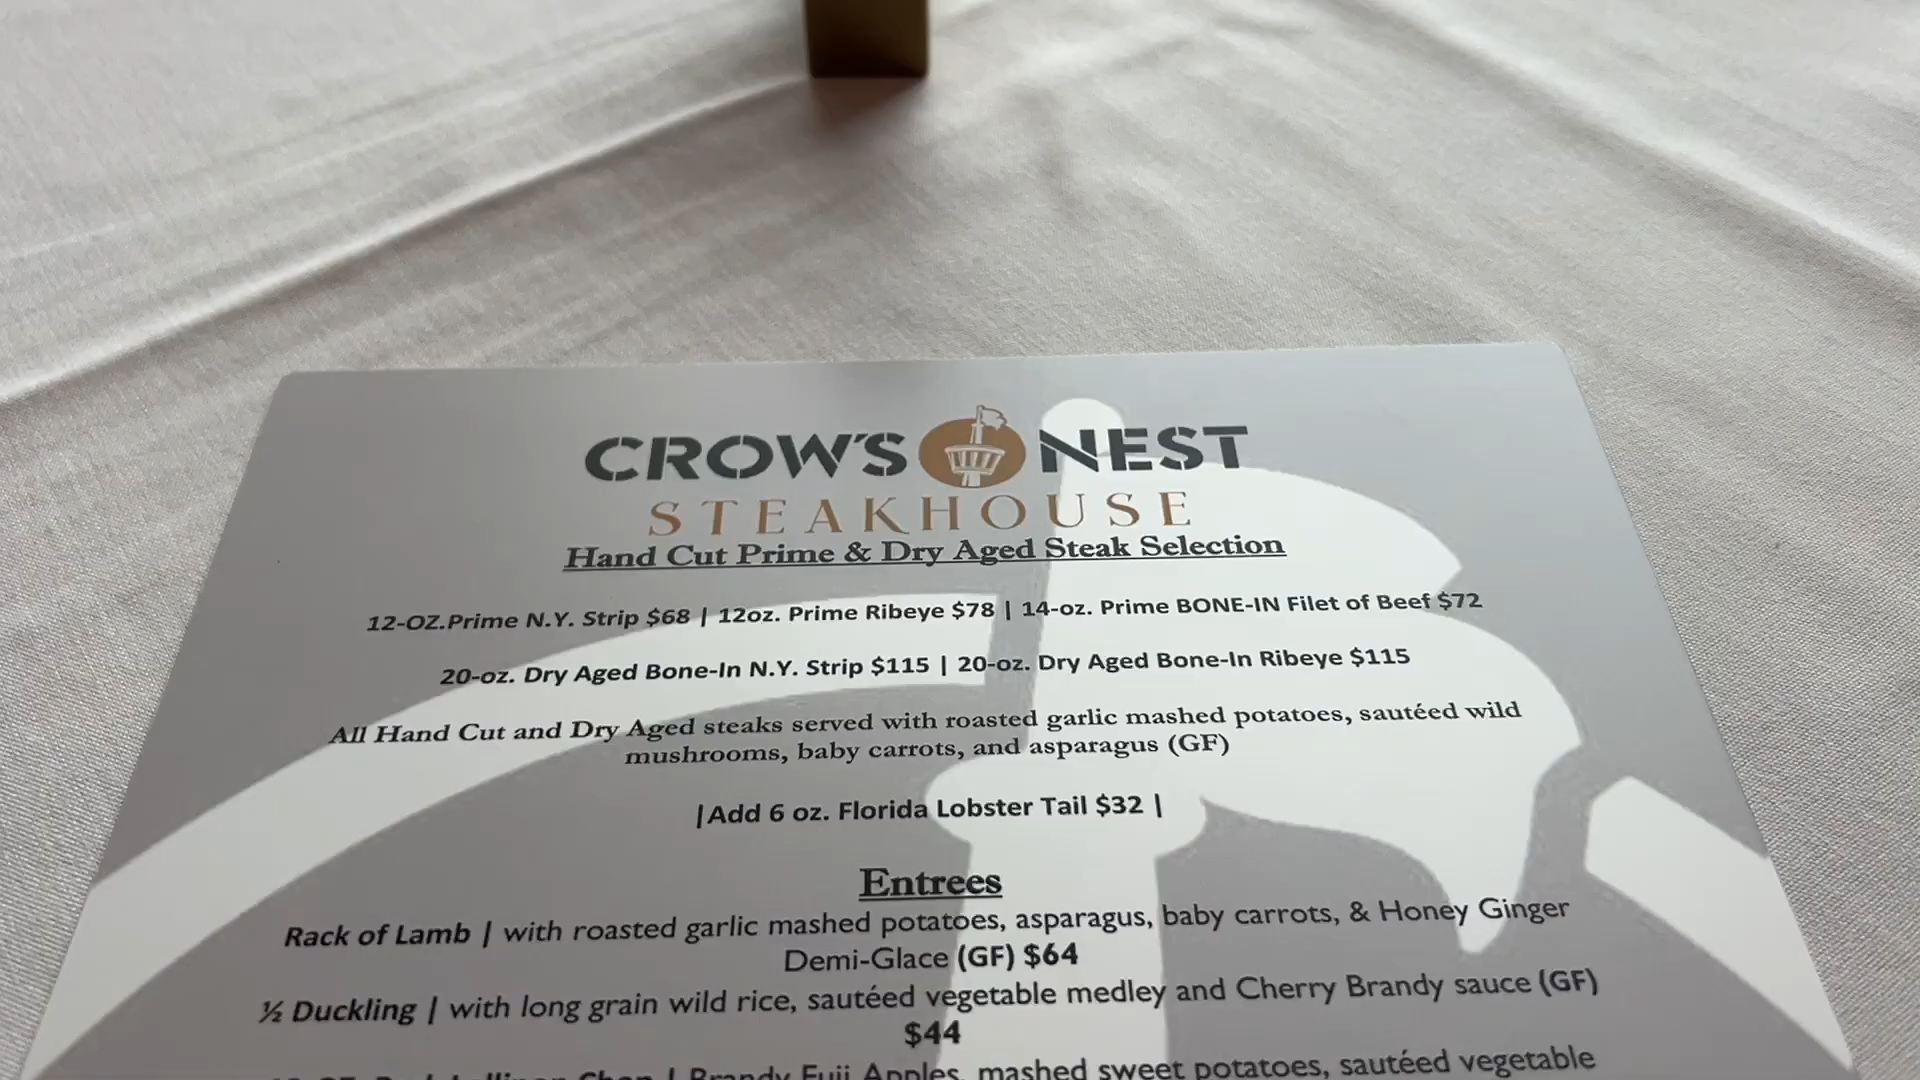 CROW'S NEST
STEAKHOUSE
Hand Cut Prime & Dry Aged Steak Selection
12-OZ.Prime N.Y. Strip $68 | 12oz. Prime Ribeye $78 | 14-oz. Prime BONE-IN Filet of Beef $72
20-oz. Dry Aged Bone-In N.Y. Strip $115 | 20-oz. Dry Aged Bone-In Ribeye $115
All Hand Cut and Dry Aged steaks served with roasted garlic mashed potatoes, sautéed wild
mushrooms, baby carrots, and asparagus (GF)
|Add 6 oz. Florida Lobster Tail $32 |
Entrees
Rack of Lamb | with roasted garlic mashed potatoes, asparagus, baby carrots, & Honey Ginger
Demi-Glace (GF) $64
½ Duckling | with long grain wild rice, sautéed vegetable medley and Cherry Brandy sauce (GF)
$44
| Brandy Fuji Apples, mashed sweet potatoes, sautéed vegetable